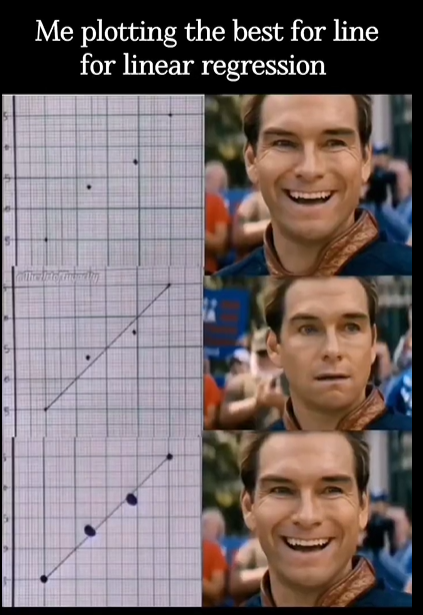 Me plotting the best for line
for linear regression